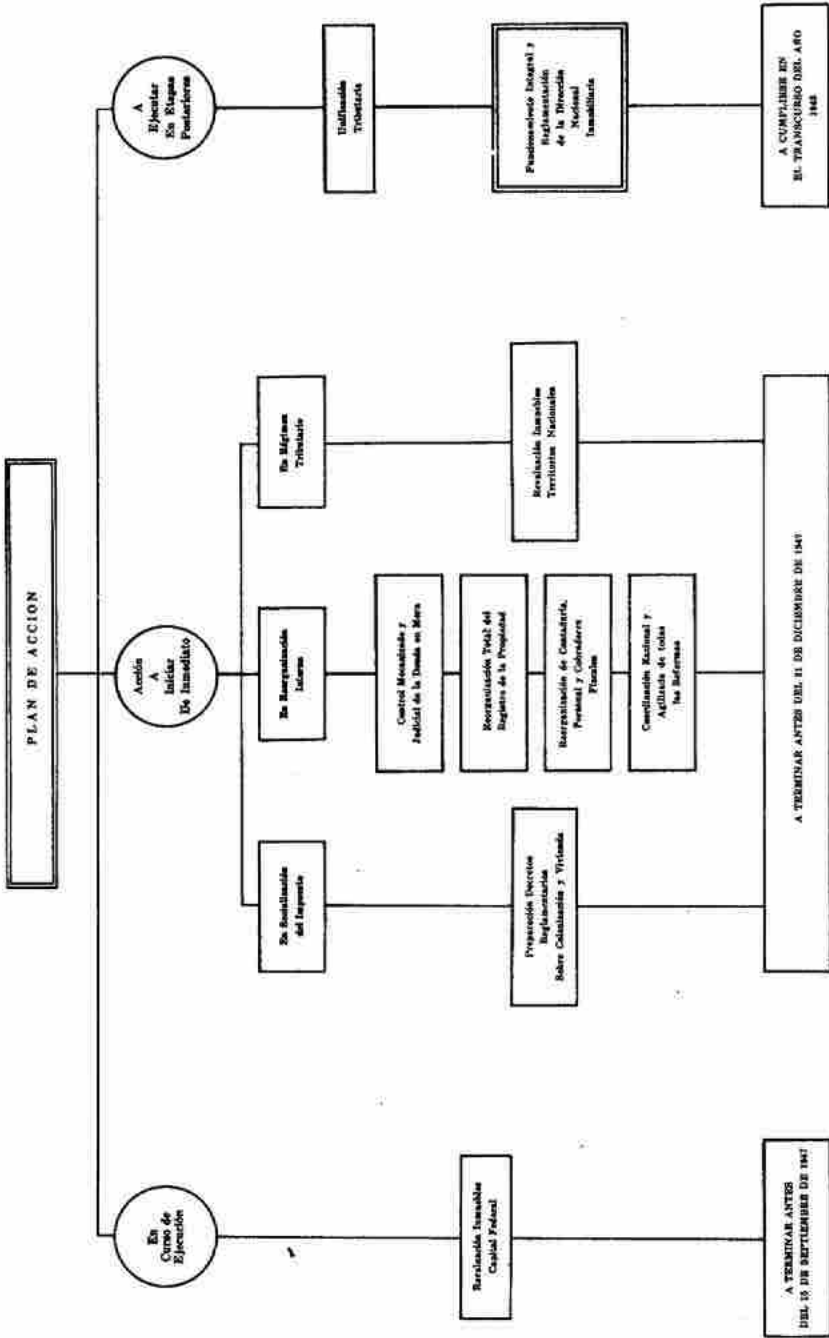 PLAN DE ACCION
En
Curso de
Ejecución
Revaluación Inmuebles
Capital Federal
A TERMINAR ANTES
DEL 15 DE SEPTIEMBRE DE 1947
Acción
A
Iniciar
De Inmediato
En Socialización
del Impuesto
Preparación Decretos
Reglamentarios
Sobre Colonización y Vivienda
En Reorganización
Interna
Control Mecanizado y
Judicial de la Deuda en Mora
Reorganización Total del
Registro de la Propiedad
Reorganización de Contaduría,
Personal y Cobradores
Fiscales
Coordinación Racional y
Agilizada de todas
las Reformas
En Régimen
Tributario
Revaluación Inmuebles
Territorios Nacionales
A TERMINAR ANTES DEL 31 DE DICIEMBRE DE 1947
A
Ejecutar
En Etapas
Posteriores
Unificación
Tributaria
Funcionamiento Integral y
Reglamentación
de la Dirección
Nacional
Inmobiliaria
A CUMPLIRSE EN
EL TRANSCURSO DEL AÑO
1948